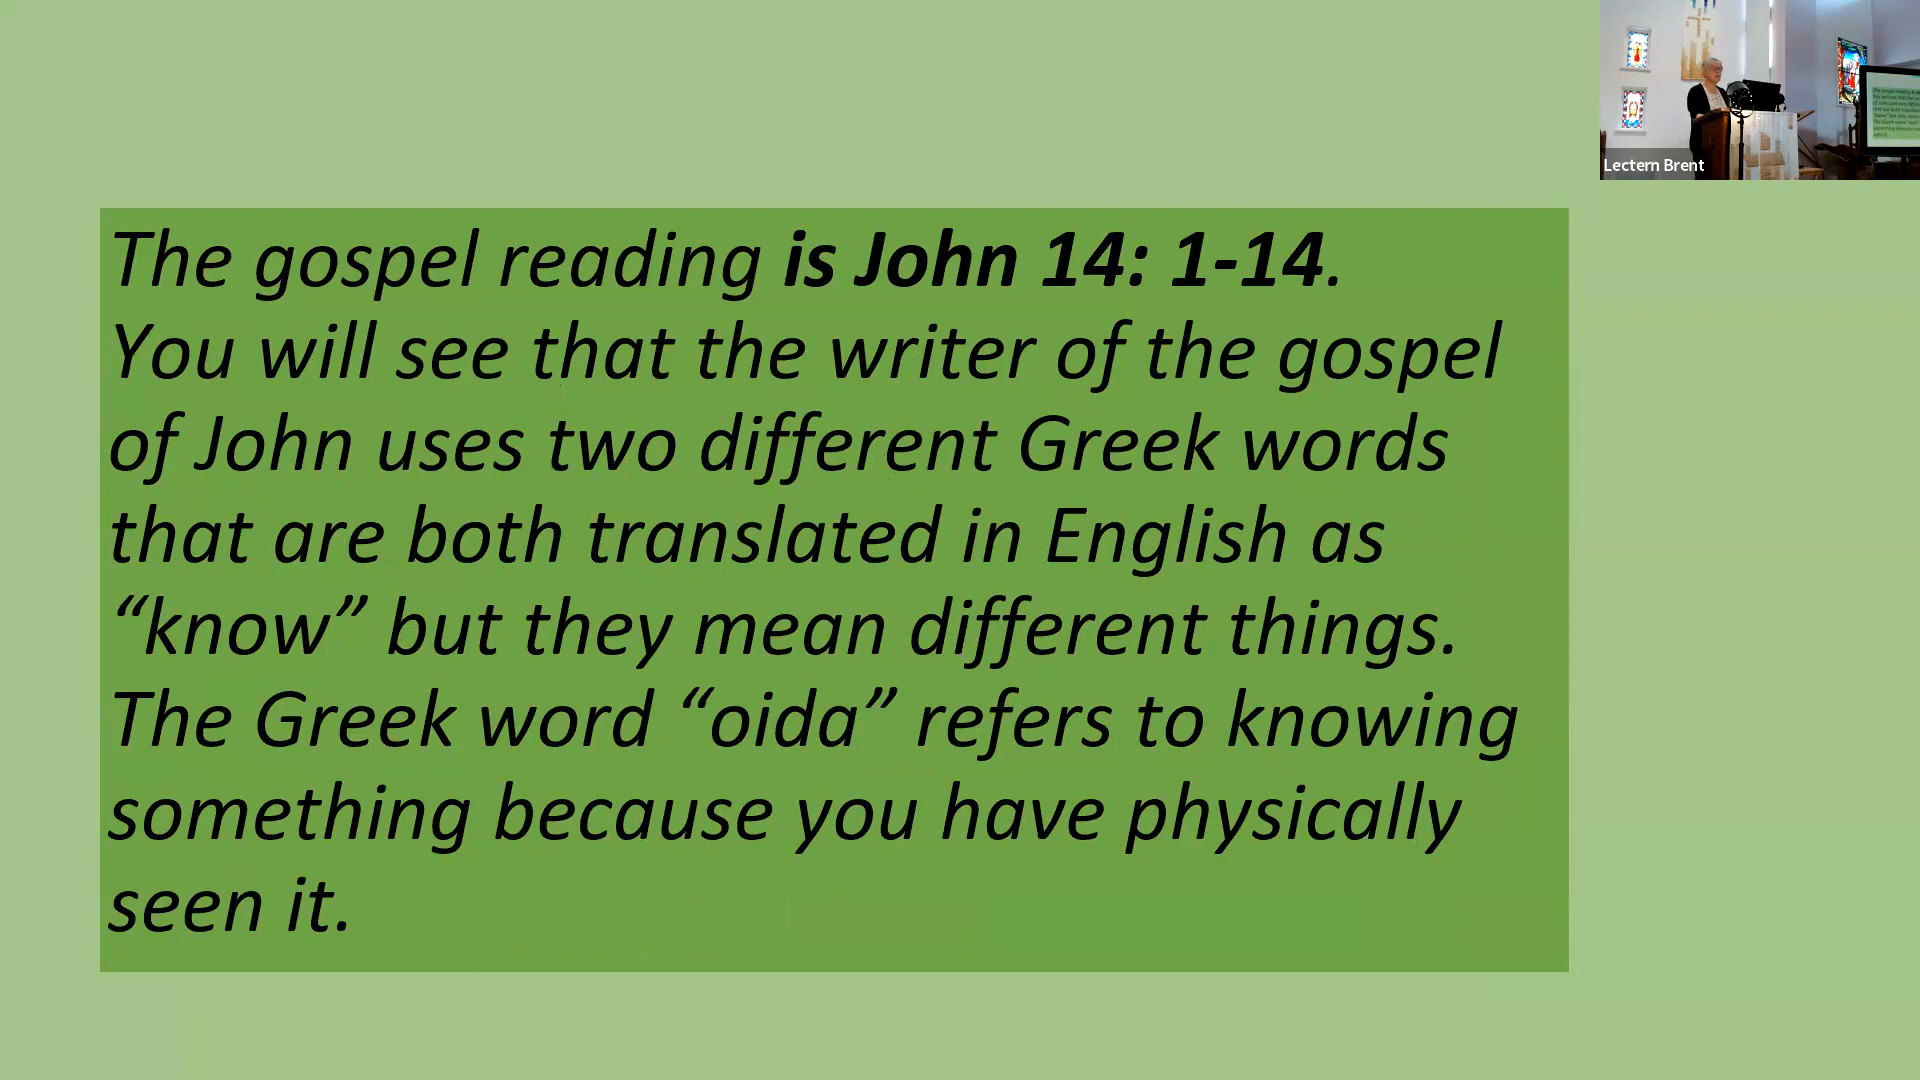 The gospel reading is John 14: 1-14.
You will see that the writer of the gospel
of John uses two different Greek words
that are both translated in English as
“know” but they mean different things.
The Greek word “oida” refers to knowing
something because you have physically
seen it.
Lectern Brent